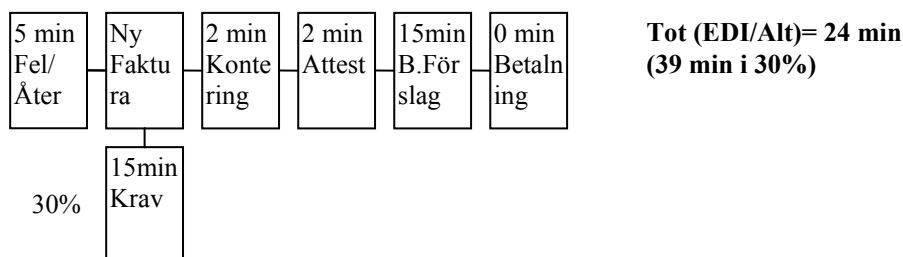 5 min
Fel/
Åter
Ny
Faktu
ra
2 min
Konte
ring
2 min
Attest
15min
B.För
slag
0 min
Betaln
ing
Tot (EDI/Alt)= 24 min
(39 min i 30%)
30%
15min
Krav